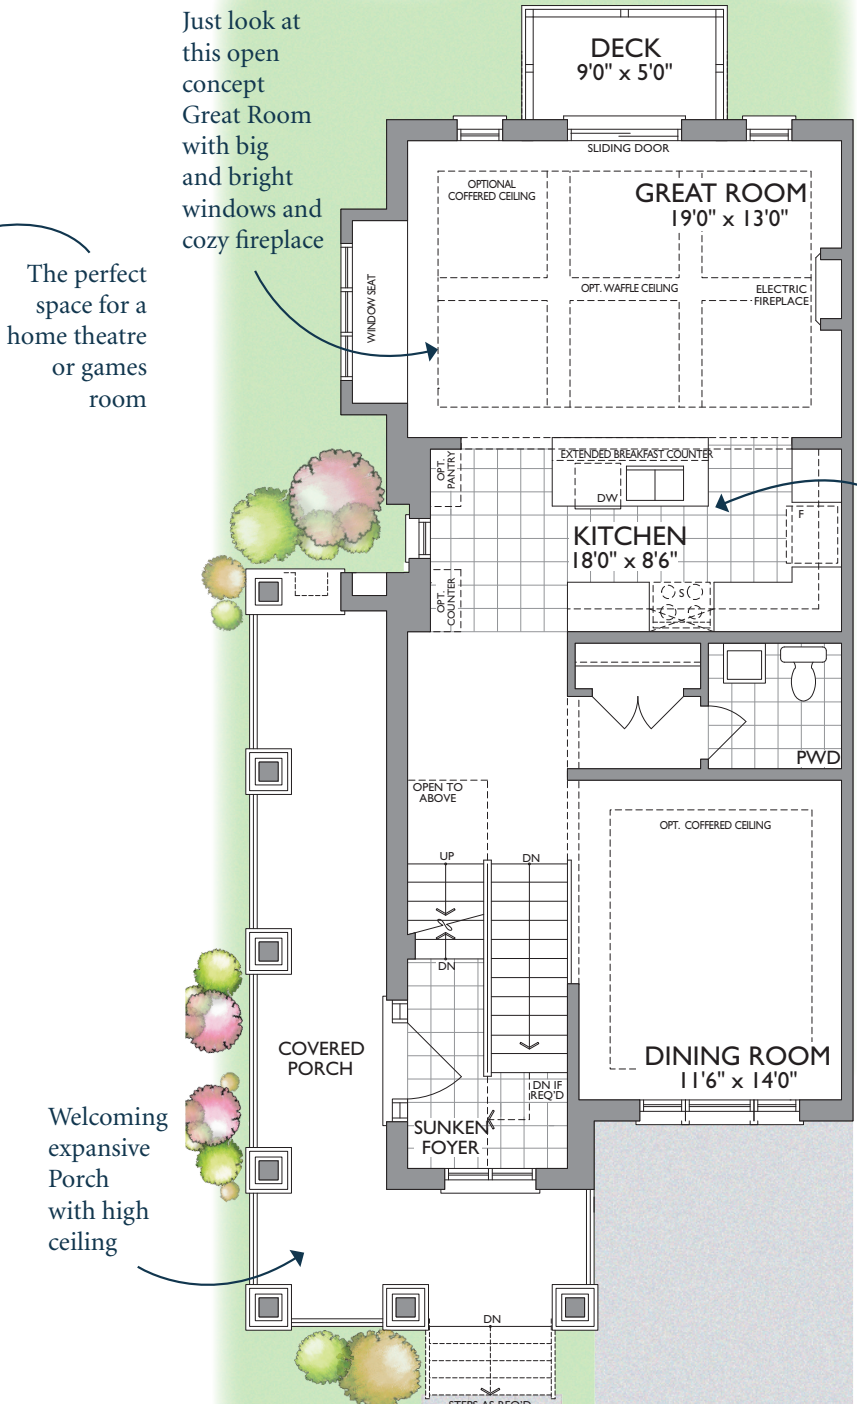 Just look at
this open
concept
Great Room
with big
and bright
windows and
cozy fireplace
The perfect
space for a
home theatre
or games
room
DECK
9'0" x 5'0"
SLIDING DOOR
OPTIONAL
COFFERED CEILING
GREAT ROOM
19'0" x 13'0"
WINDOW SEAT
OPT. WAFFLE CEILING
ELECTRIC
FIREPLACE
OPT.
PANTRY
EXTENDED BREAKFAST COUNTER
DW
F
KITCHEN
18'0" x 8'6"
OPT.
COUNTER
S
PWD
OPEN TO
ABOVE
OPT. COFFERED CEILING
UP
DN
DN
COVERED
PORCH
DINING ROOM
11'6" x 14'0"
DN IF
REQ'D
SUNKEN
FOYER
Welcoming
expansive
Porch
with high
ceiling
DN
STEPS AS REQ'D